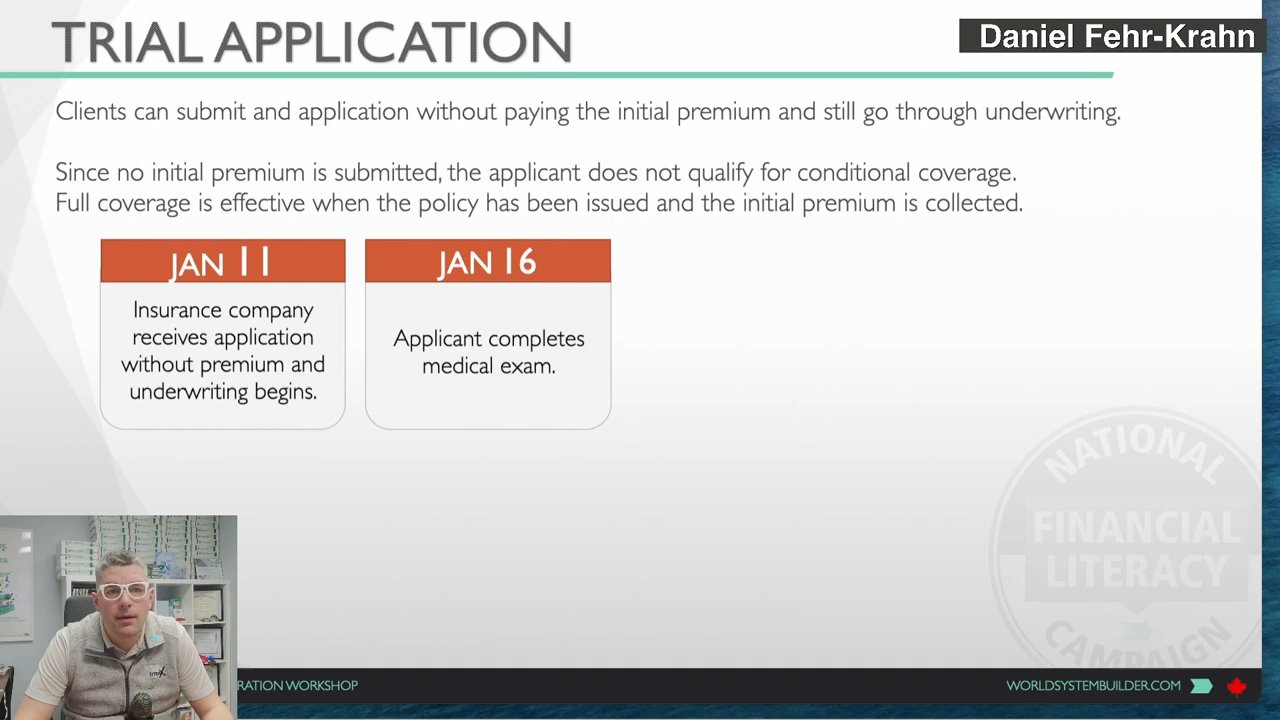 TRIAL APPLICATION
Daniel Fehr-Krahn
Clients can submit and application without paying the initial premium and still go through underwriting.
Since no initial premium is submitted, the applicant does not qualify for conditional coverage.
Full coverage is effective when the policy has been issued and the initial premium is collected.
JAN 11
Insurance company
receives application
without premium and
underwriting begins.
JAN 16
Applicant completes
medical exam.
NATIONAL
FINANCIAL
LITERACY
CAMPAIGN
RATION WORKSHOP
WORLDSYSTEMBUILDER.COM